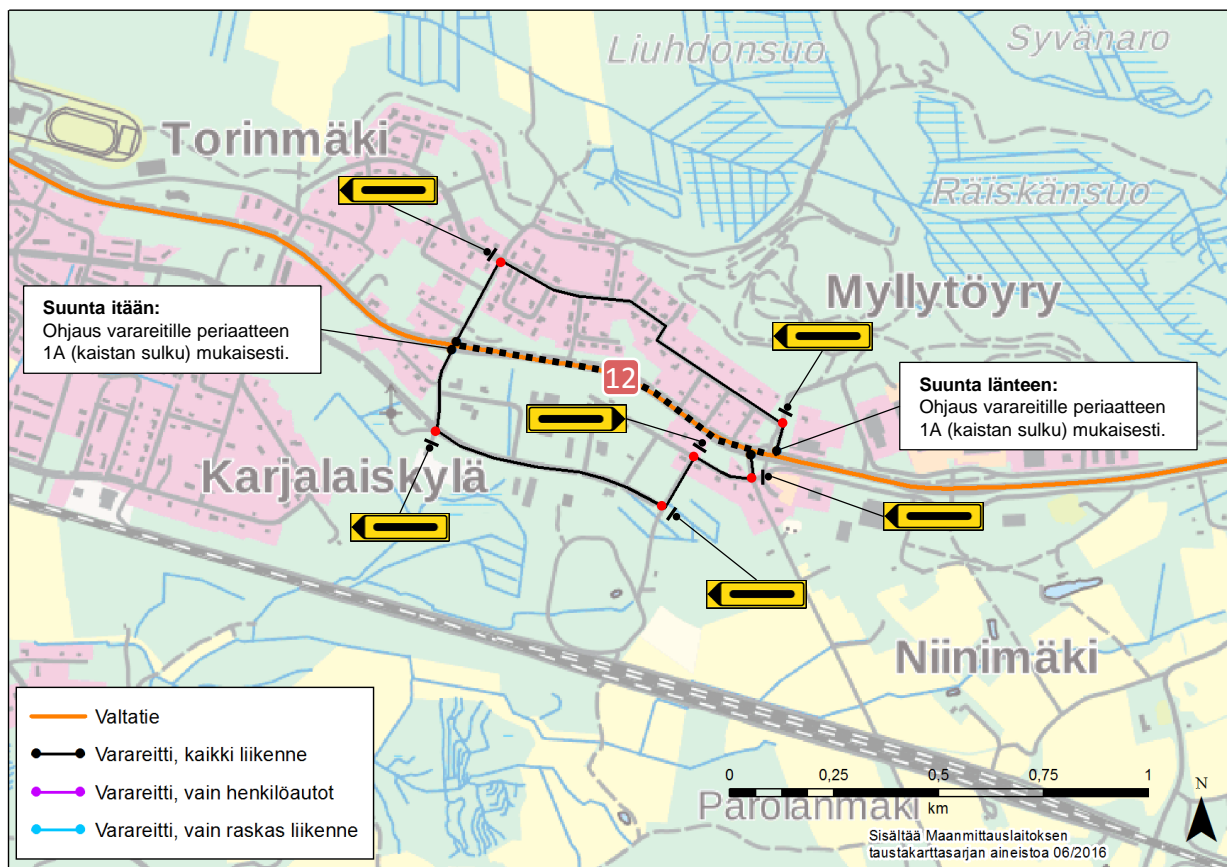 Liuhdonsuo
Syvänaro
Torinmäki
Räiskänsuo
Myllytöyry
Suunta itään:
Ohjaus varareitille periaatteen
1A (kaistan sulku) mukaisesti.
12
Suunta länteen:
Ohjaus varareitille periaatteen
1A (kaistan sulku) mukaisesti.
Karjalaiskylä
Niinimäki
Valtatie
Varareitti, kaikki liikenne
Varareitti, vain henkilöautot
Varareitti, vain raskas liikenne
0 0,25 0,5 0,75 1
km
N
Parolanmäki
Sisältää Maanmittauslaitoksen
taustakarttasarjan aineistoa 06/2016